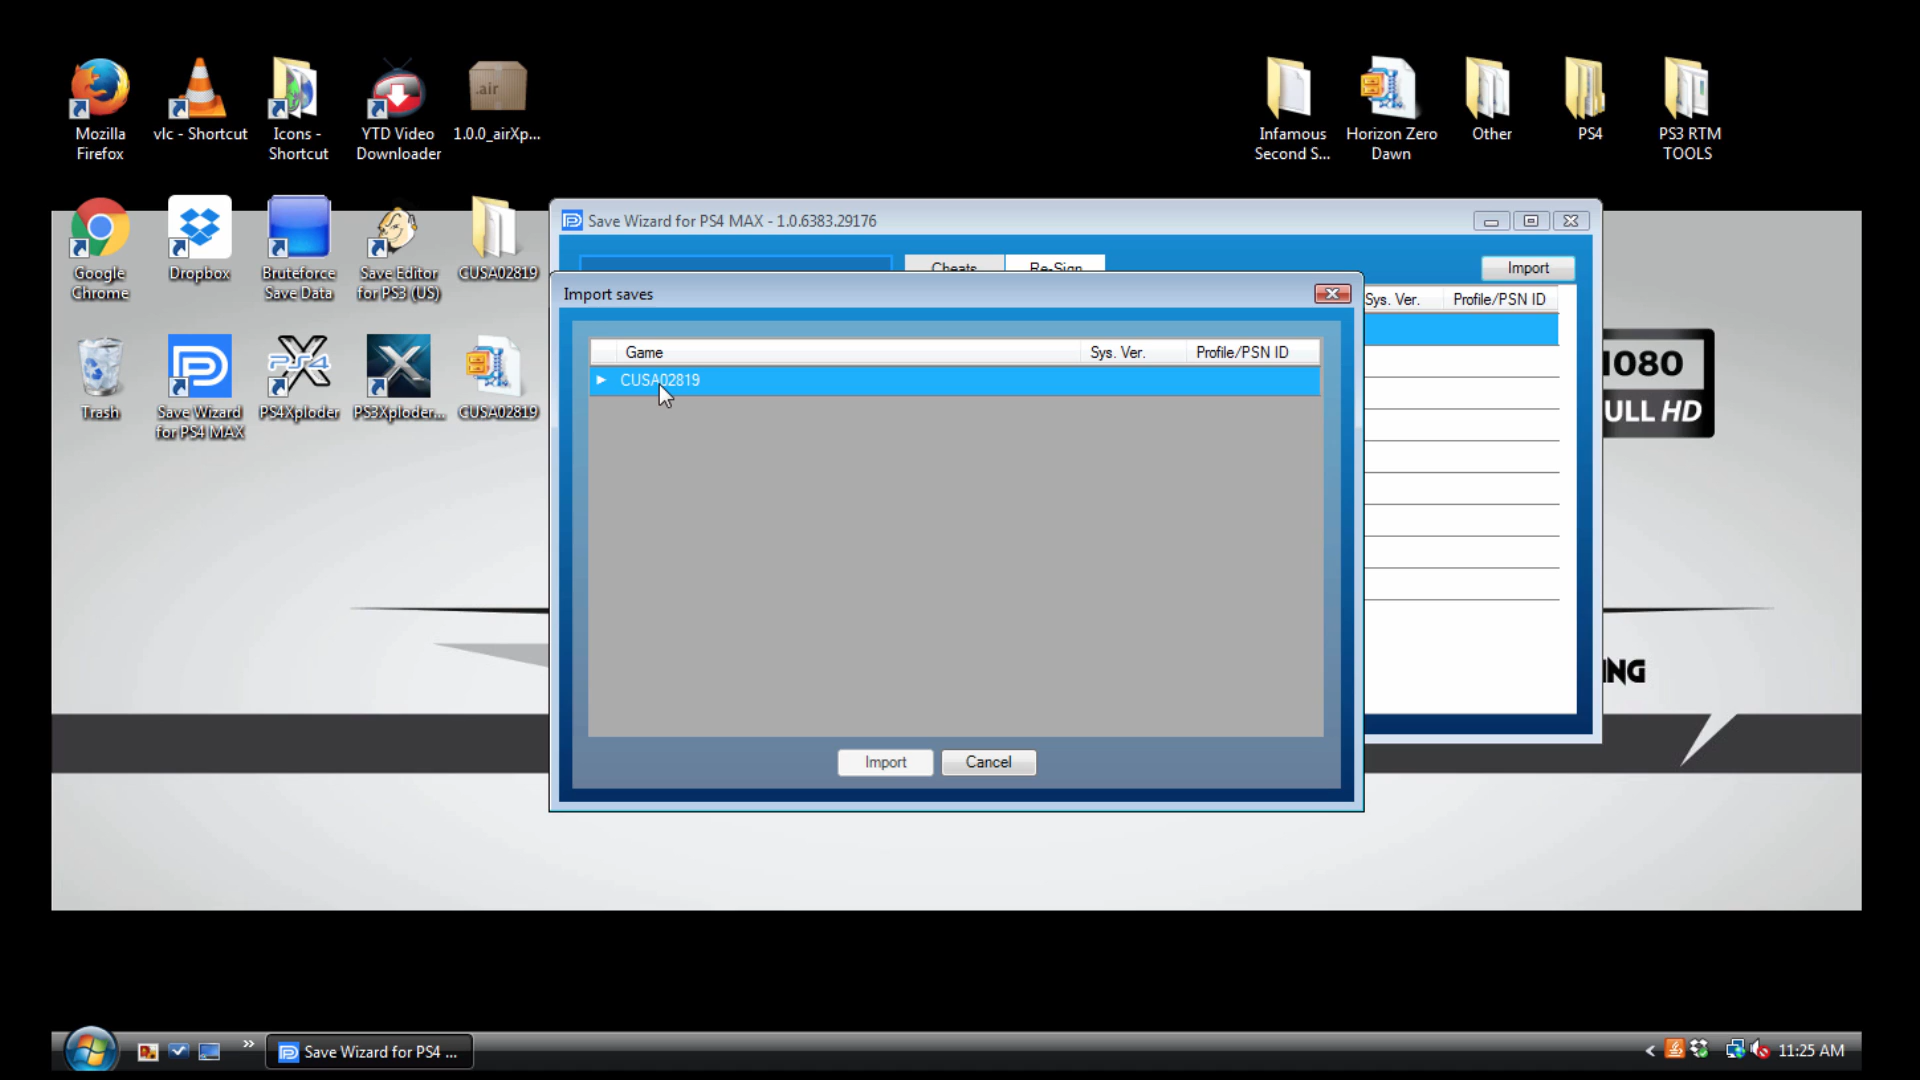 Mozilla
Firefox
vlc - Shortcut
Icons -
Shortcut
YTD Video
Downloader
.air
1.0.0_airXp...
Infamous
Second S...
Horizon Zero
Dawn
Other
PS4
PS3 RTM
TOOLS
Google
Chrome
Dropbox
Bruteforce
Save Data
Save Editor
for PS3 (US)
CUSA02819
Trash
Save Wizard
for PS4 MAX
PS4
PS4Xploder
PS3Xploder...
CUSA02819
Save Wizard for PS4 MAX - 1.0.6383.29176
Cheats
Re-Sign
Import
Sys. Ver.
Profile/PSN ID
Import saves
Game
Sys. Ver.
Profile/PSN ID
CUSA02819
Import
Cancel
1080
ULL HD
NG
Save Wizard for PS4 ...
11:25 AM